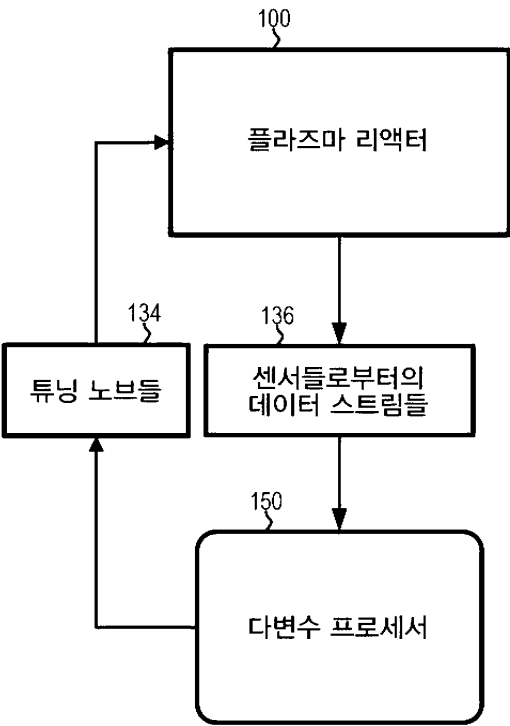 100
플라즈마 리액터
134
튜닝 노브들
136
센서들로부터의
데이터 스트림들
150
다변수 프로세서